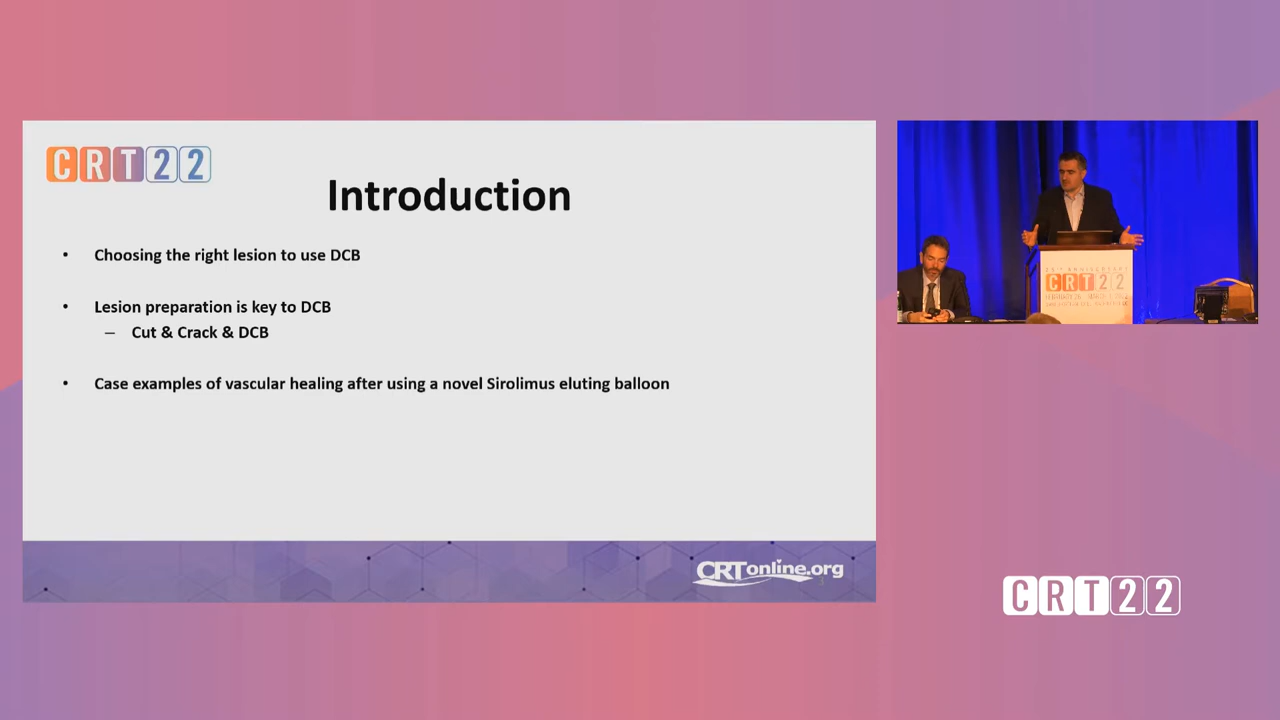 CRT22
Introduction
• Choosing the right lesion to use DCB
• Lesion preparation is key to DCB
– Cut & Crack & DCB
• Case examples of vascular healing after using a novel Sirolimus eluting balloon
CRTonline.org
CRT22
CRT22